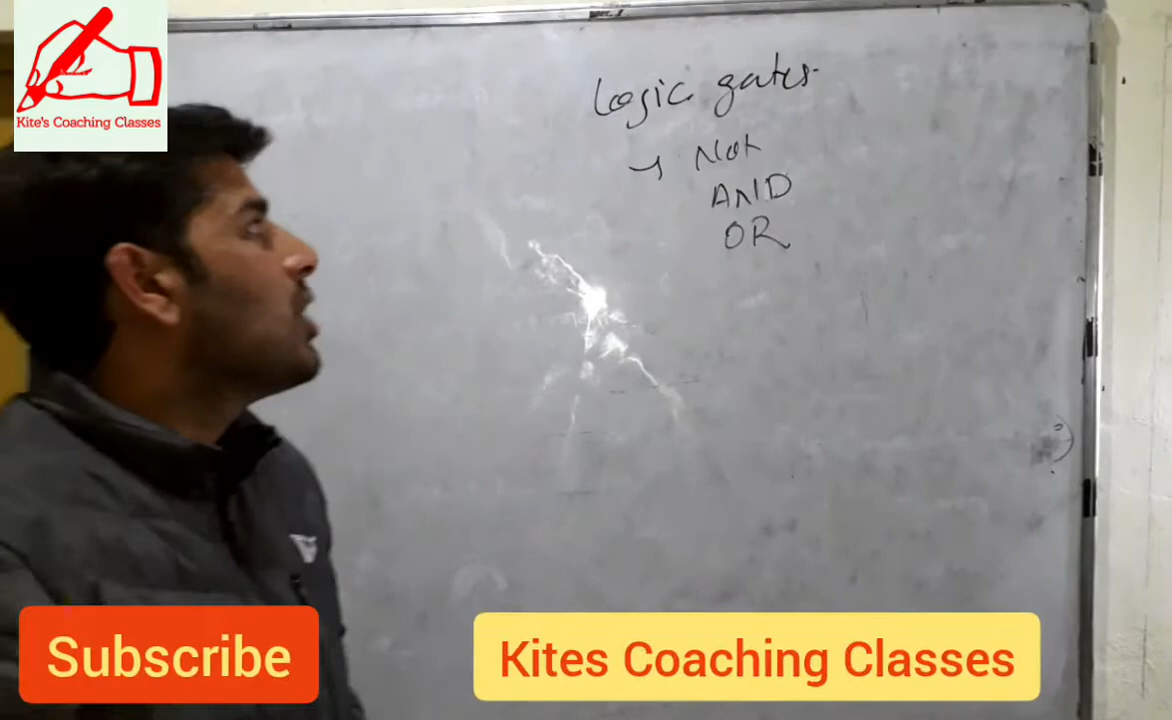 Kite's Coaching Classes
Logic gates
→ Not
AND
OR
Subscribe
Kites Coaching Classes